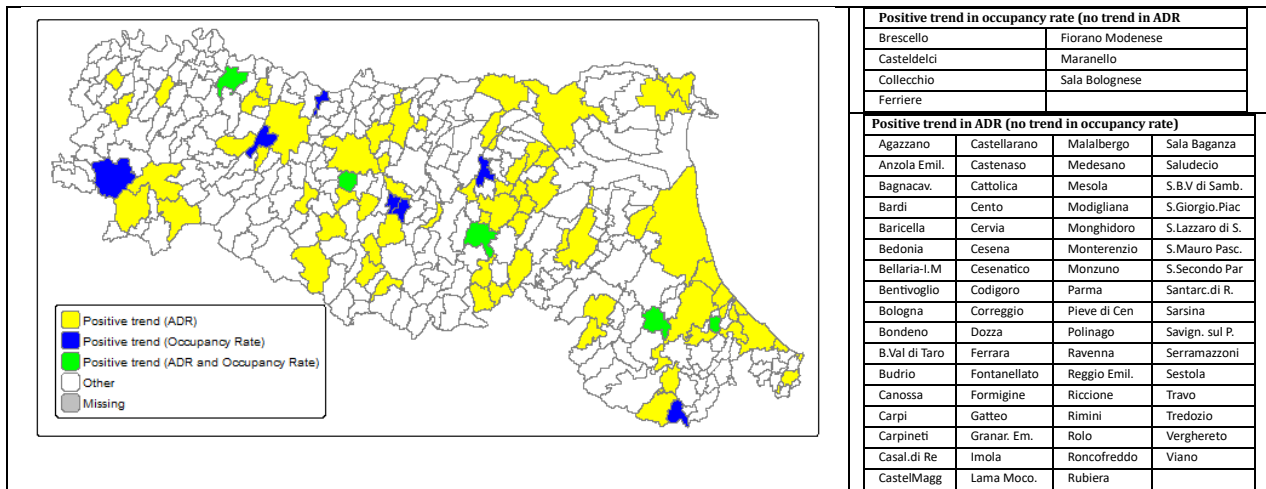 Positive trend (ADR)
Positive trend (Occupancy Rate)
Positive trend (ADR and Occupancy Rate)
Other
Missing
Positive trend in occupancy rate (no trend in ADR
Brescello Fiorano Modenese
Casteldelci Maranello
Collecchio Sala Bolognese
Ferriere
Positive trend in ADR (no trend in occupancy rate)
Agazzano Castellarano Malalbergo Sala Baganza
Anzola Emil. Castenaso Medesano Saludecio
Bagnacav. Cattolica Mesola S.B.V di Samb.
Bardi Cento Modigliana S.Giorgio.Piac
Baricella Cervia Monghidoro S.Lazzaro di S.
Bedonia Cesena Monterenzio S.Mauro Pasc.
Bellaria-I.M Cesenatico Monzuno S.Secondo Par
Bentivoglio Codigoro Parma Santarc.di R.
Bologna Correggio Pieve di Cen Sarsina
Bondeno Dozza Polinago Savign. sul P.
B.Val di Taro Ferrara Ravenna Serramazzoni
Budrio Fontanellato Reggio Emil. Sestola
Canossa Formigine Riccione Travo
Carpi Gatteo Rimini Tredozio
Carpineti Granar. Em. Rolo Verghereto
Casal.di Re Imola Roncofreddo Viano
CastelMagg Lama Moco. Rubiera